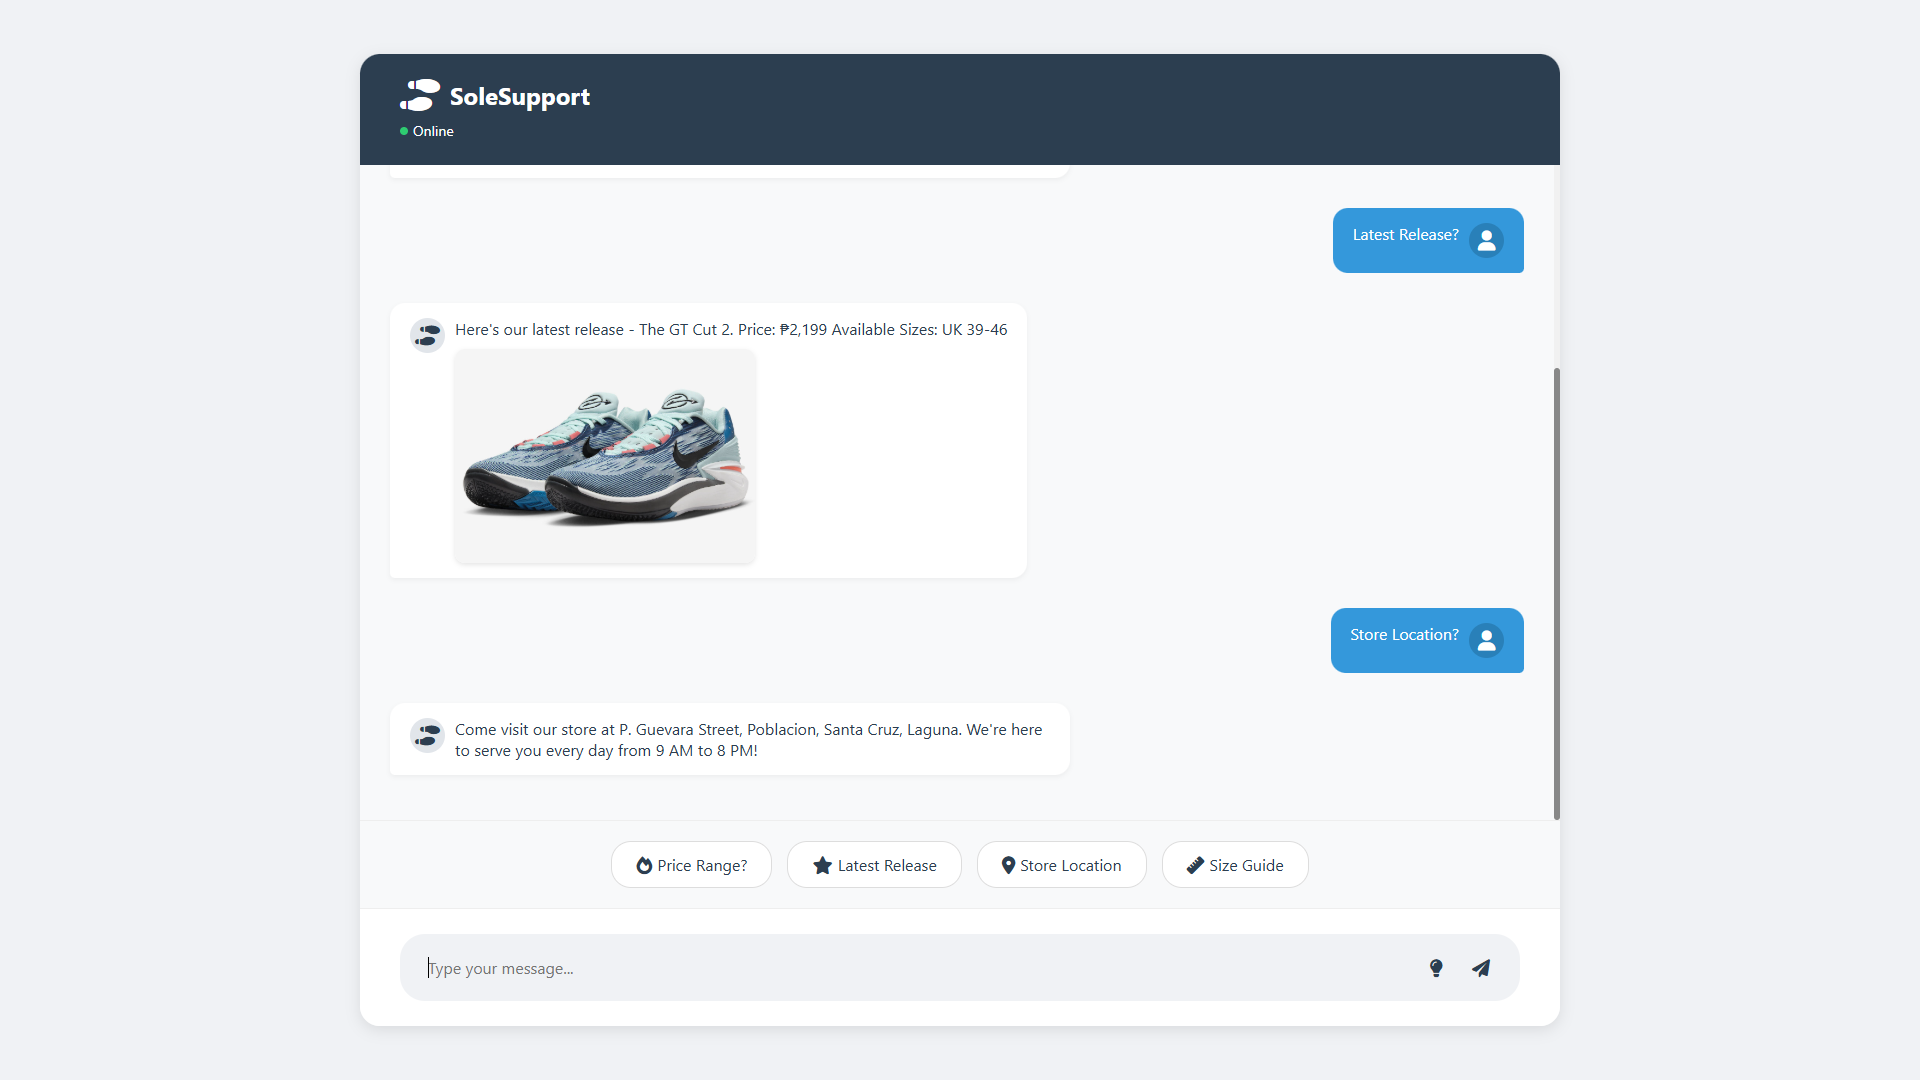 SoleSupport
Online
Latest Release?
Here's our latest release - The GT Cut 2. Price: ₱2,199 Available Sizes: UK 39-46
Store Location?
Come visit our store at P. Guevara Street, Poblacion, Santa Cruz, Laguna. We're here
to serve you every day from 9 AM to 8 PM!
Price Range?
Latest Release
Store Location
Size Guide
Type your message...